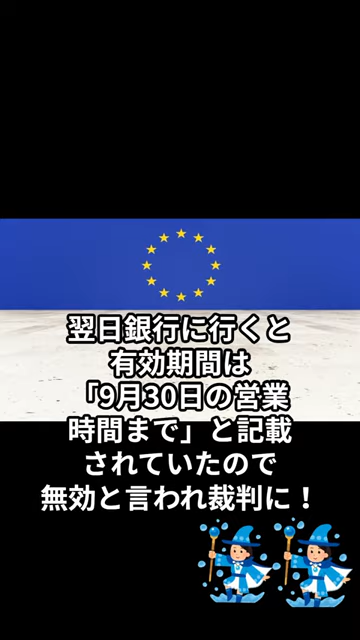 翌日銀行に行くと
有効期間は
「9月30日の営業
時間まで」と記載
されていたので
無効と言われ裁判に！